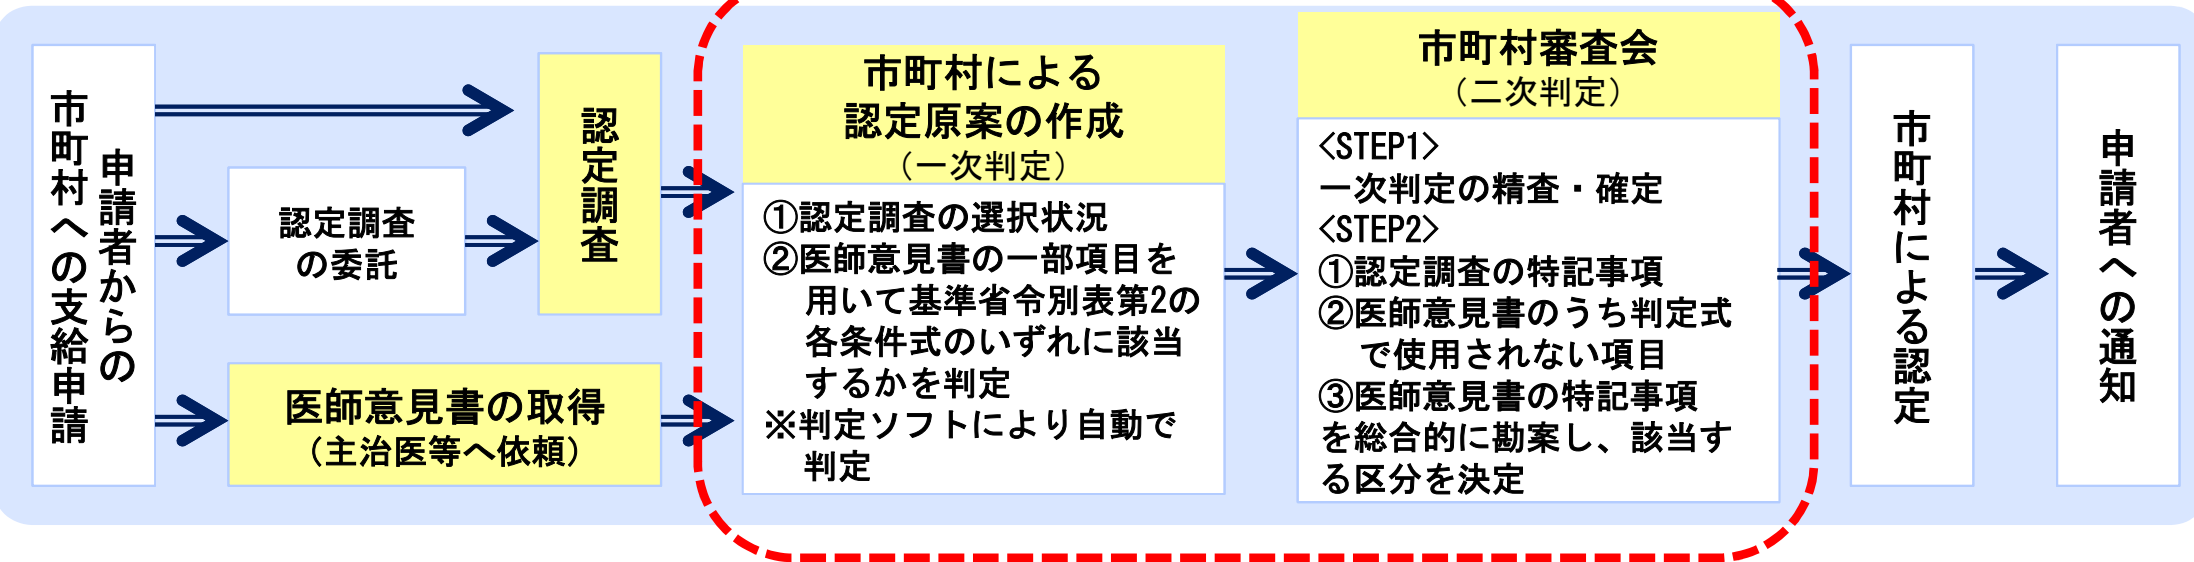 申請者からの
市町村への支給申請
認定調査
の委託
認定調査
医師意見書の取得
（主治医等へ依頼）
市町村による
認定原案の作成
（一次判定）
①認定調査の選択状況
②医師意見書の一部項目を
用いて基準省令別表第2の
各条件式のいずれに該当
するかを判定
※判定ソフトにより自動で
判定
市町村審査会
（二次判定）
<STEP1>
一次判定の精査・確定
<STEP2>
①認定調査の特記事項
②医師意見書のうち判定式
で使用されない項目
③医師意見書の特記事項
を総合的に勘案し、該当す
る区分を決定
市町村による認定
申請者への通知